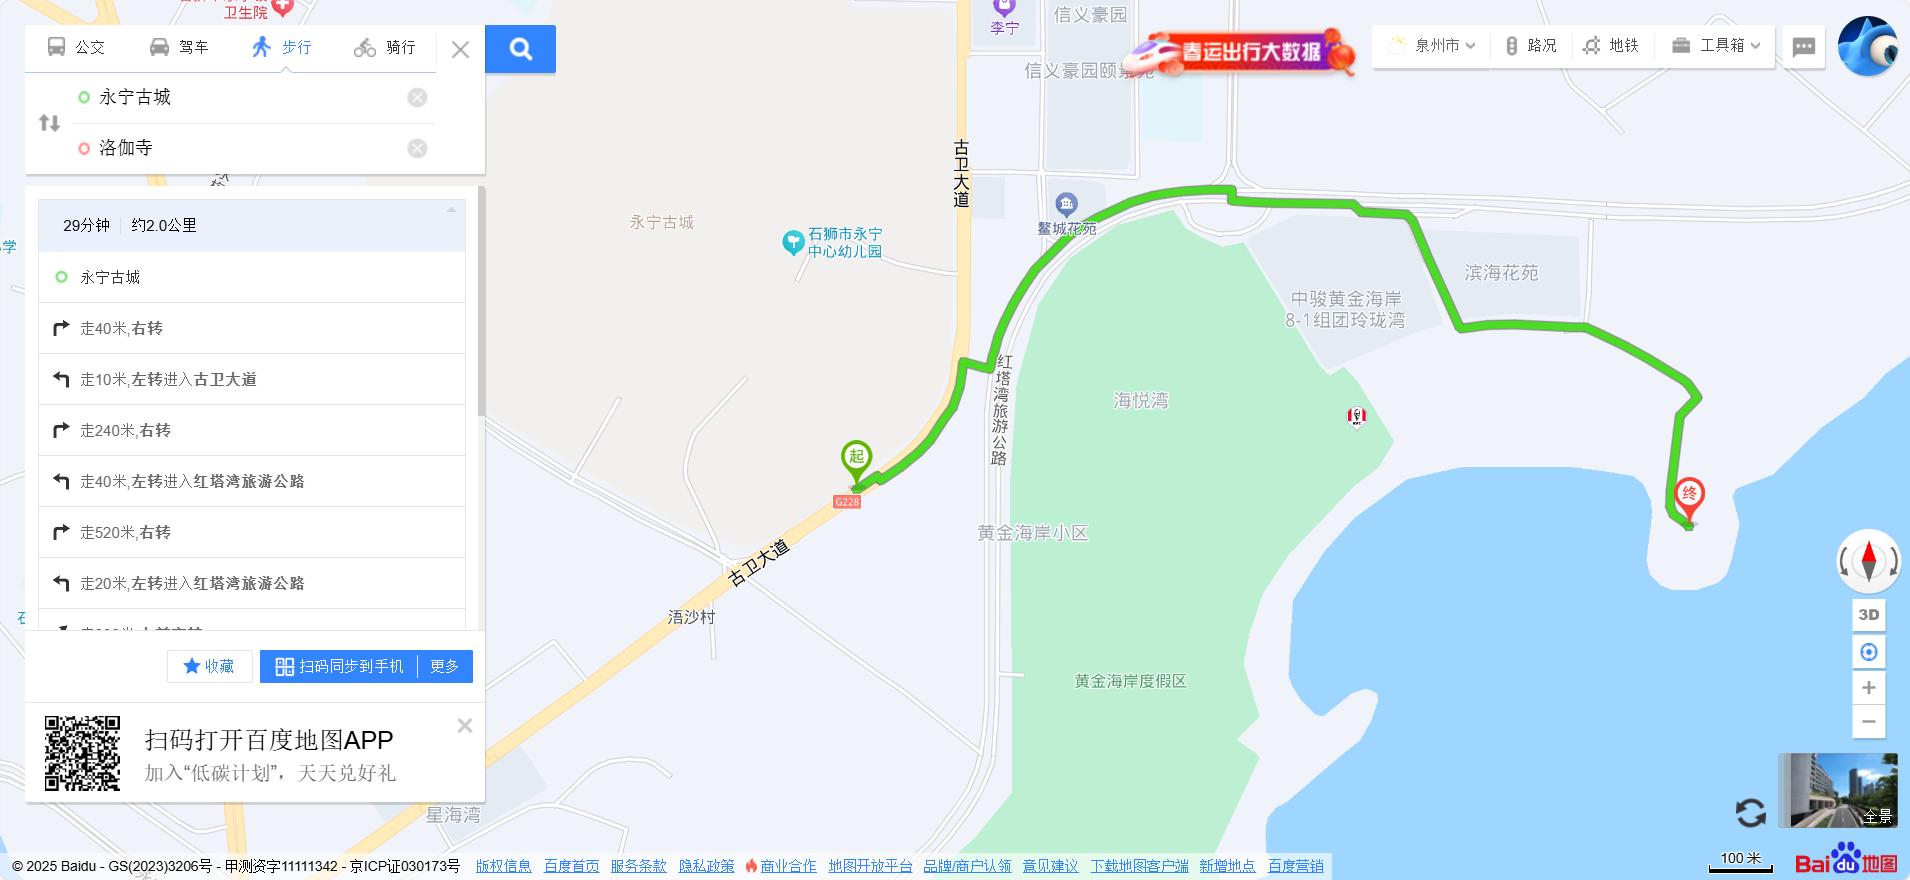 卫生院
公交
驾车
步行
骑行
永宁古城
洛伽寺
29分钟
约2.0公里
永宁古城
走40米,右转
走10米,左转进入古卫大道
走240米,右转
走40米,左转进入红塔湾旅游公路
走520米,右转
走20米,左转进入红塔湾旅游公路
收藏
扫码同步到手机
更多
扫码打开百度地图APP
加入“低碳计划”，天天兑好礼
李宁
信义豪园
信义豪园颐景苑
春运出行大数据
泉州市
路况
地铁
工具箱
古卫大道
永宁古城
石狮市永宁
中心幼儿园
鳌城花苑
滨海花苑
中骏黄金海岸
8-1组团玲珑湾
红塔湾旅游公路
海悦湾
KFC
起
G228
终
黄金海岸小区
古卫大道
浯沙村
黄金海岸度假区
星海湾
学
3D
全景
100 米
Bai du 地图
© 2025 Baidu - GS(2023)3206号 - 甲测资字11111342 - 京ICP证030173号
版权信息
百度首页
服务条款
隐私政策
商业合作
地图开放平台
品牌/商户认领
意见建议
下载地图客户端
新增地点
百度营销